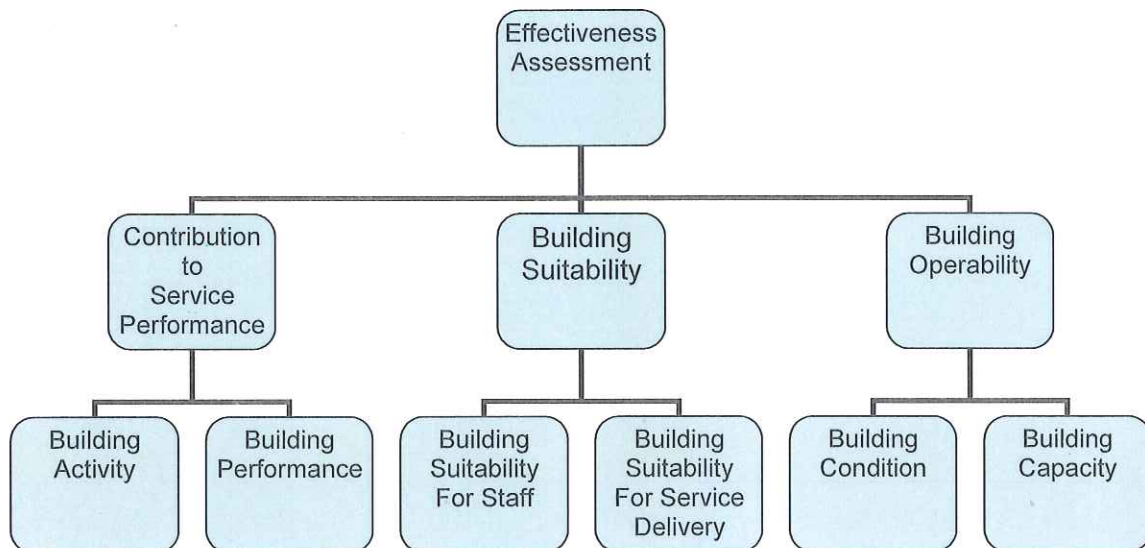 Effectiveness
Assessment
Contribution
to
Service
Performance
Building
Suitability
Building
Operability
Building
Activity
Building
Performance
Building
Suitability
For Staff
Building
Suitability
For Service
Delivery
Building
Condition
Building
Capacity